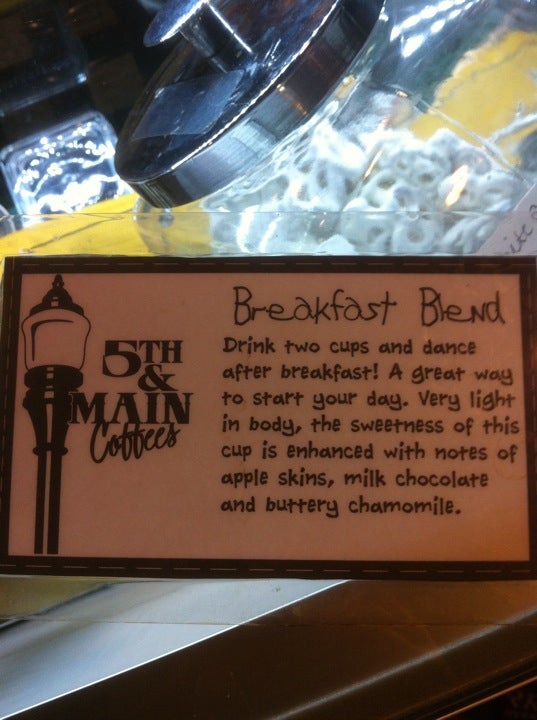 5TH
&
MAIN
Coffees
Breakfast Blend
Drink two cups and dance
after breakfast! A great way
to start your day. Very light
in body, the sweetness of this
cup is enhanced with notes of
apple skins, milk chocolate
and buttery chamomile.